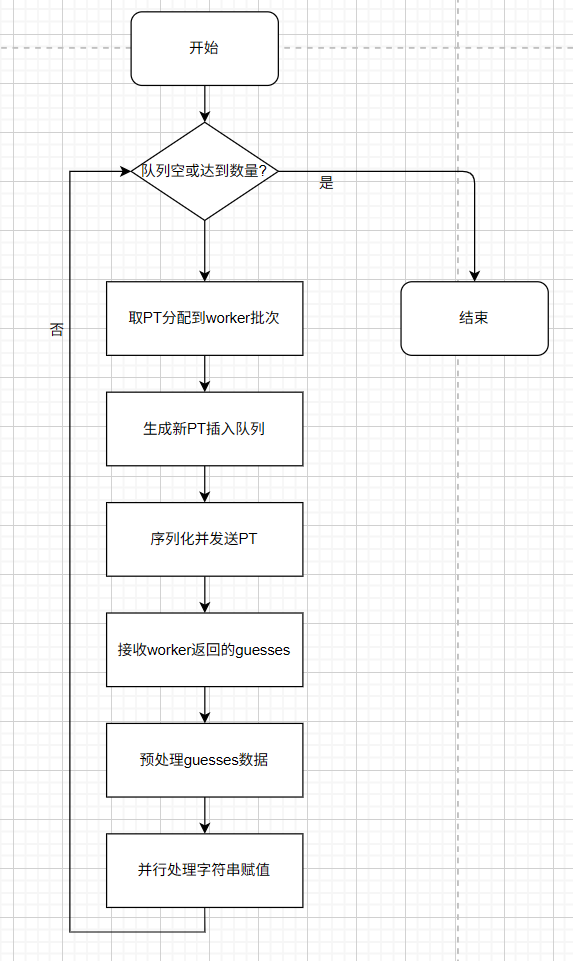 开始
队列空或达到数量?
是
取PT分配到worker批次
结束
否
生成新PT插入队列
序列化并发送PT
接收worker返回的guesses
预处理guesses数据
并行处理字符串赋值